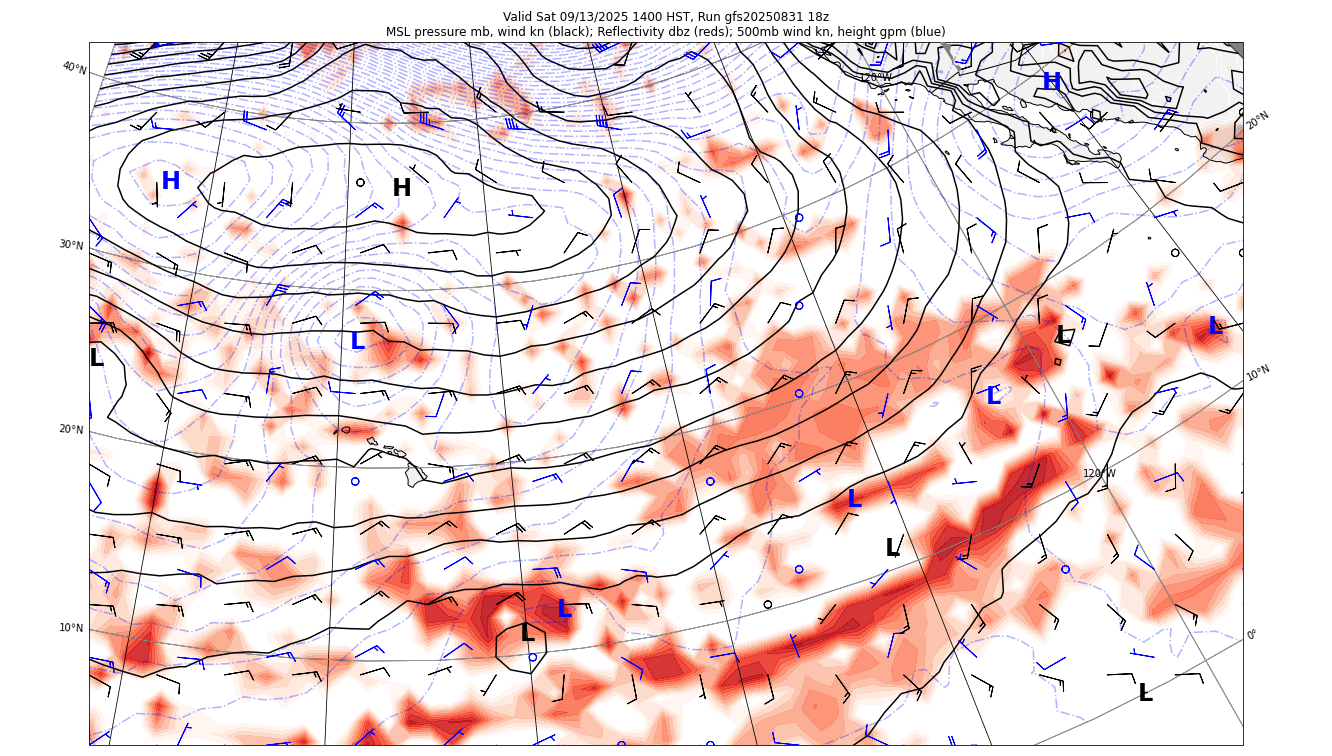 Valid Sat 09/13/2025 1400 HST, Run gfs20250831 18z
MSL pressure mb, wind kn (black); Reflectivity dbz (reds); 500mb wind kn, height gpm (blue)
40°N
120°W
H
20°N
H
H
30°N
L
L
L
L
10°N
L
20°N
120°W
L
L
L
10°N
L
0°
L